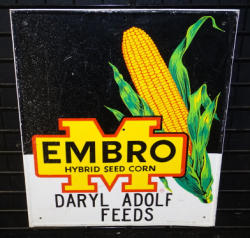 M
EMBRO
HYBRID SEED CORN
DARYL ADOLF
FEEDS